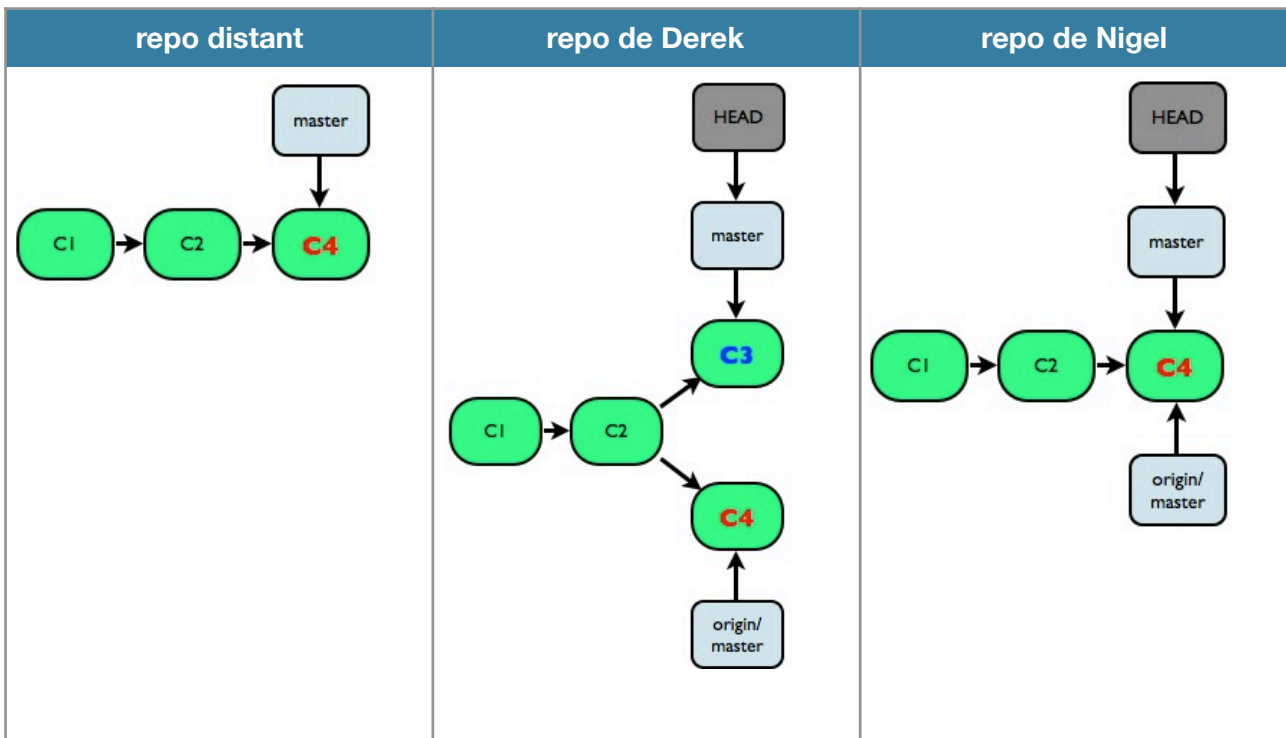 repo distant
repo de Derek
repo de Nigel
master
C1
C2
C4
HEAD
master
C3
C1
C2
C4
origin/
master
HEAD
master
C1
C2
C4
origin/
master